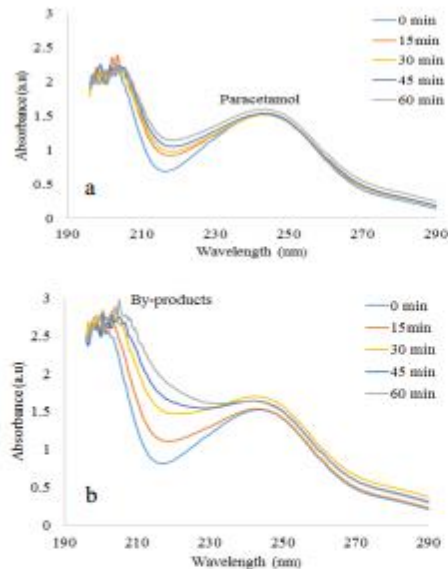 3
2.5
2
1.5
1
0.5
0
Absorbance (a.n)
Paracetamol
a
0 min
15min
30 min
45 min
60 min
190 210 230 250 270 290
Wavelength (nm)
3
2.5
2
1.5
1
0.5
0
Absorbance (a.n)
By-products
b
0 min
15min
30 min
45 min
60 min
190 210 230 250 270 290
Wavelength (nm)